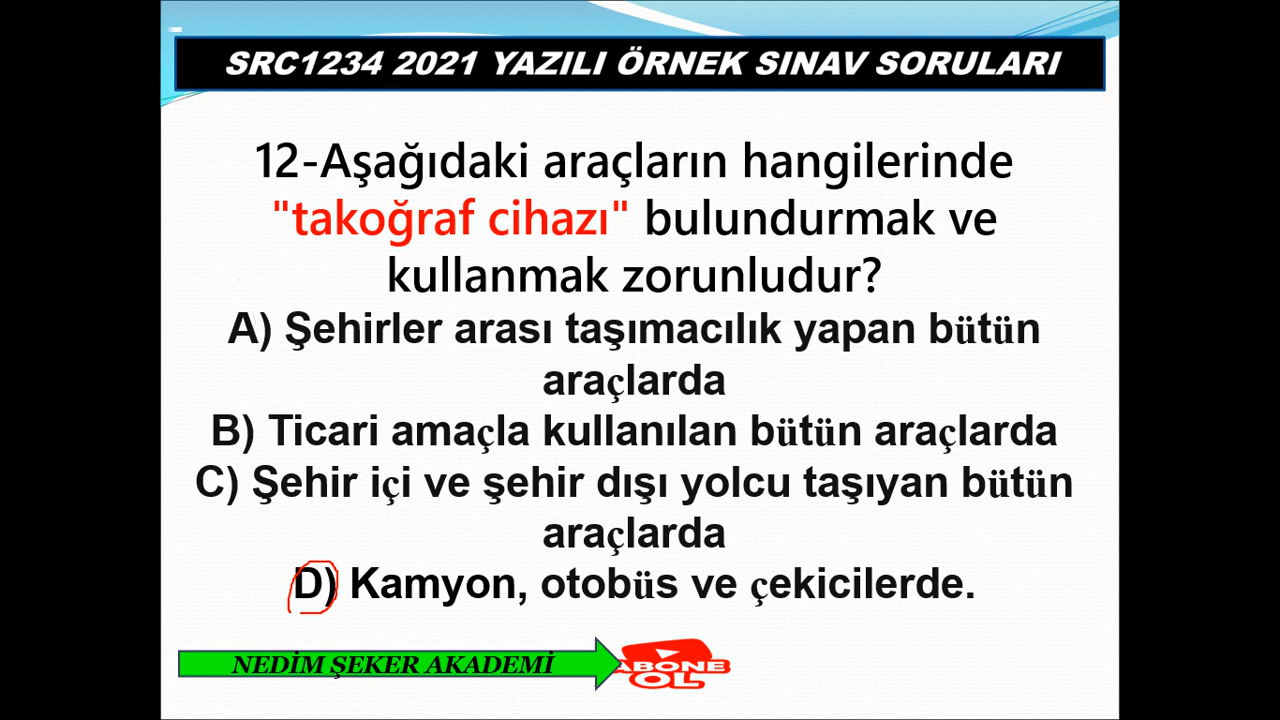 SRC1234 2021 YAZILI ÖRNEK SINAV SORULARI
12-Aşağıdaki araçların hangilerinde
"takoğraf cihazı" bulundurmak ve
kullanmak zorunludur?
A) Şehirler arası taşımacılık yapan bütün
araçlarda
B) Ticari amaçla kullanılan bütün araçlarda
C) Şehir içi ve şehir dışı yolcu taşıyan bütün
araçlarda
D) Kamyon, otobüs ve çekicilerde.
NEDİM ŞEKER AKADEMİ
ABONE
OL